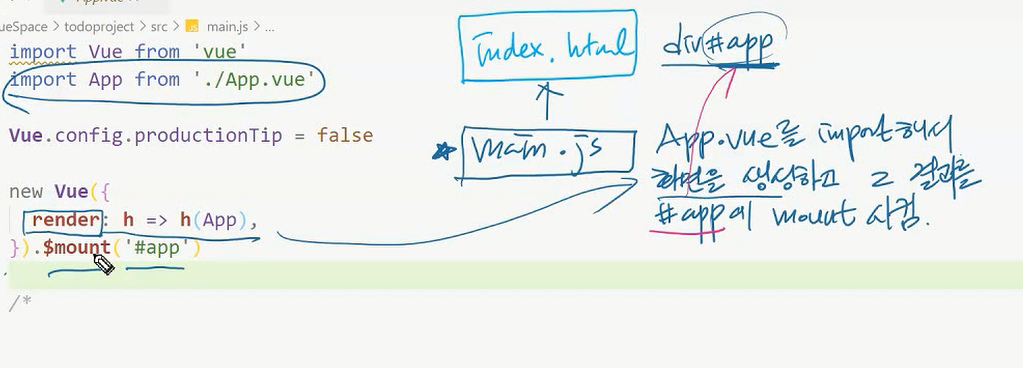 ueSpace > todoproject > src > main.js > ...
import Vue from 'vue'
import App from './App.vue'
Vue.config.productionTip = false
new Vue({
render: h => h(App),
}).$mount('#app')
/*
index.html
div#app
main.js
App.vue를 import해서
화면을 생성하고 그 결과를
#app에 mount 시킴.